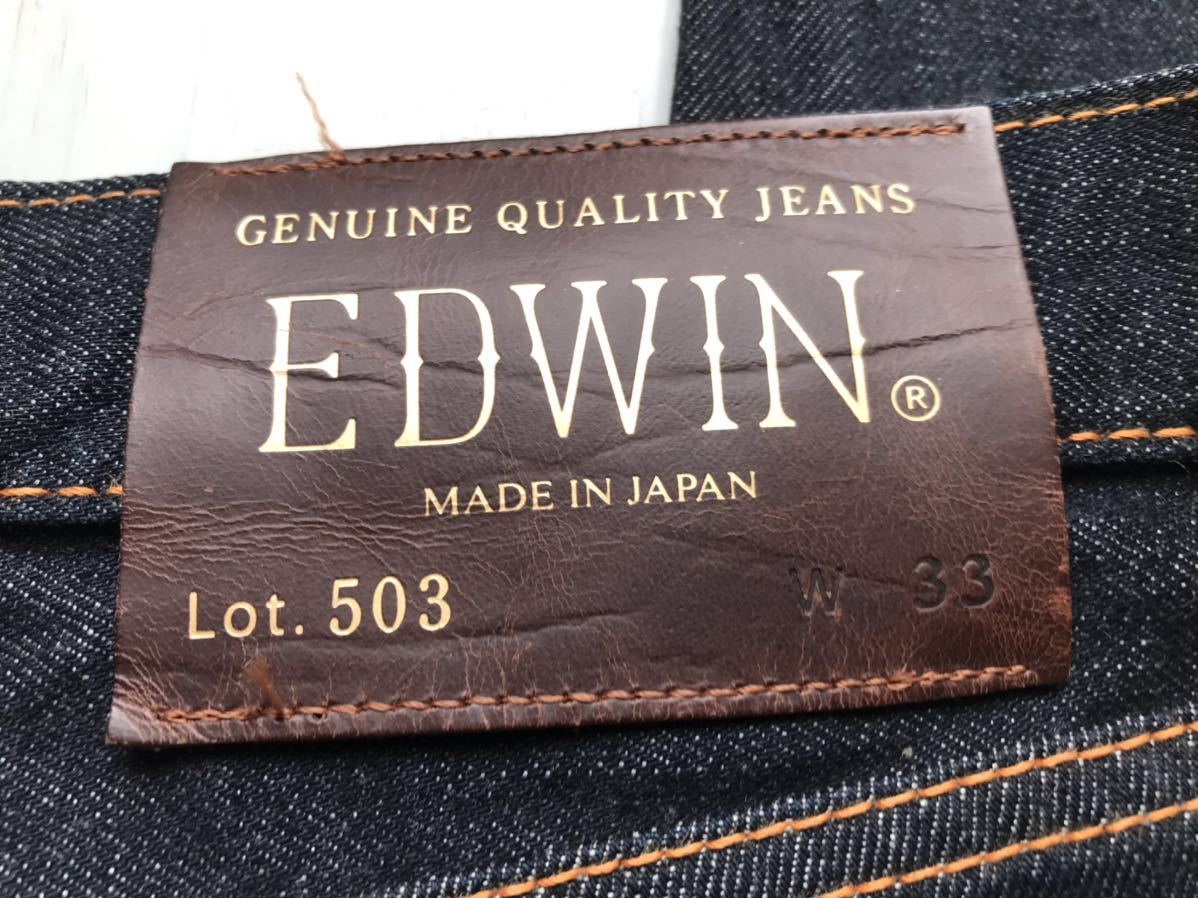 GENUINE QUALITY JEANS
EDWIN®
MADE IN JAPAN
Lot. 503 W 33